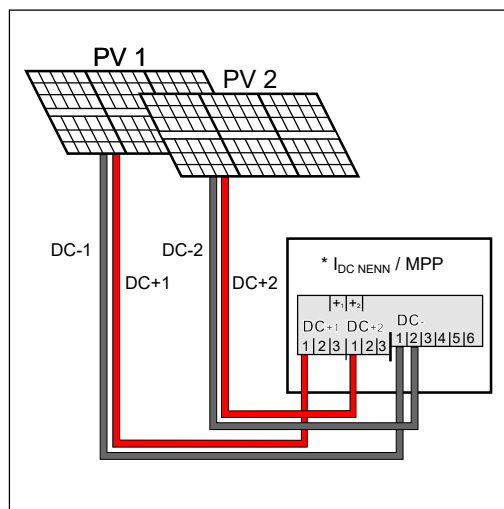 PV 1
PV 2
DC-1
DC+1
DC-2
DC+2
* I DC NENN / MPP
|+₁|+₂|
DC+1 DC+2 DC-
1|2|3|1|2|3|1|2|3|4|5|6